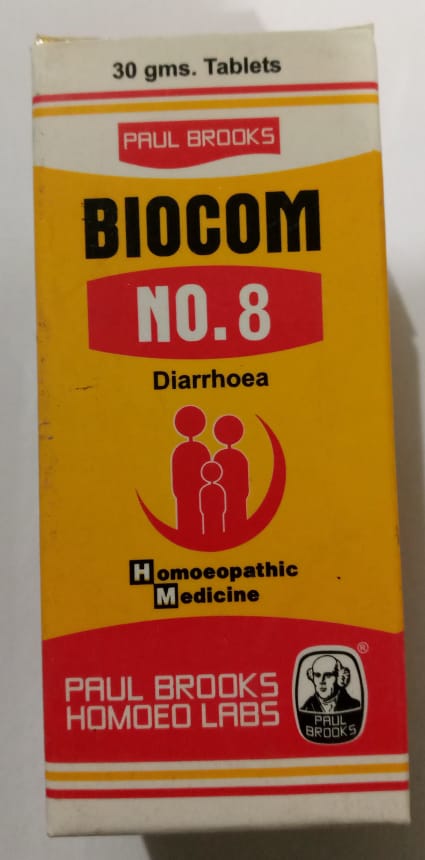 30 gms. Tablets
PAUL BROOKS
BIOCOM
NO. 8
Diarrhoea
Homoeopathic
Medicine
PAUL BROOKS
HOMOEO LABS
®
PAUL
BROOKS